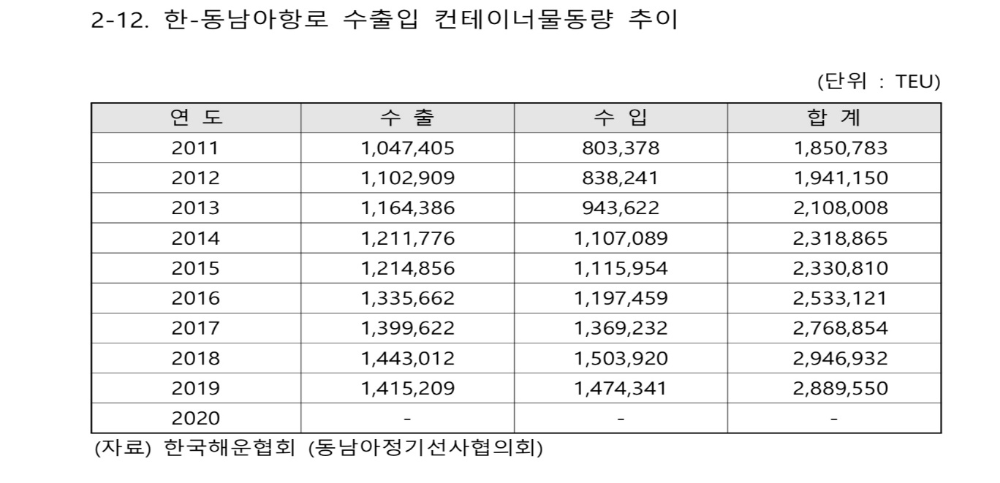 2-12. 한-동남아항로 수출입 컨테이너물동량 추이
(단위 : TEU)
연 도 수 출 수 입 합 계
2011 1,047,405 803,378 1,850,783
2012 1,102,909 838,241 1,941,150
2013 1,164,386 943,622 2,108,008
2014 1,211,776 1,107,089 2,318,865
2015 1,214,856 1,115,954 2,330,810
2016 1,335,662 1,197,459 2,533,121
2017 1,399,622 1,369,232 2,768,854
2018 1,443,012 1,503,920 2,946,932
2019 1,415,209 1,474,341 2,889,550
2020 - - -
(자료) 한국해운협회 (동남아정기선사협의회)